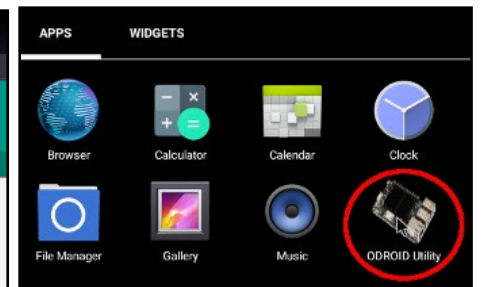 APPS WIDGETS
Browser Calculator Calendar Clock
File Manager Gallery Music ODROID Utility